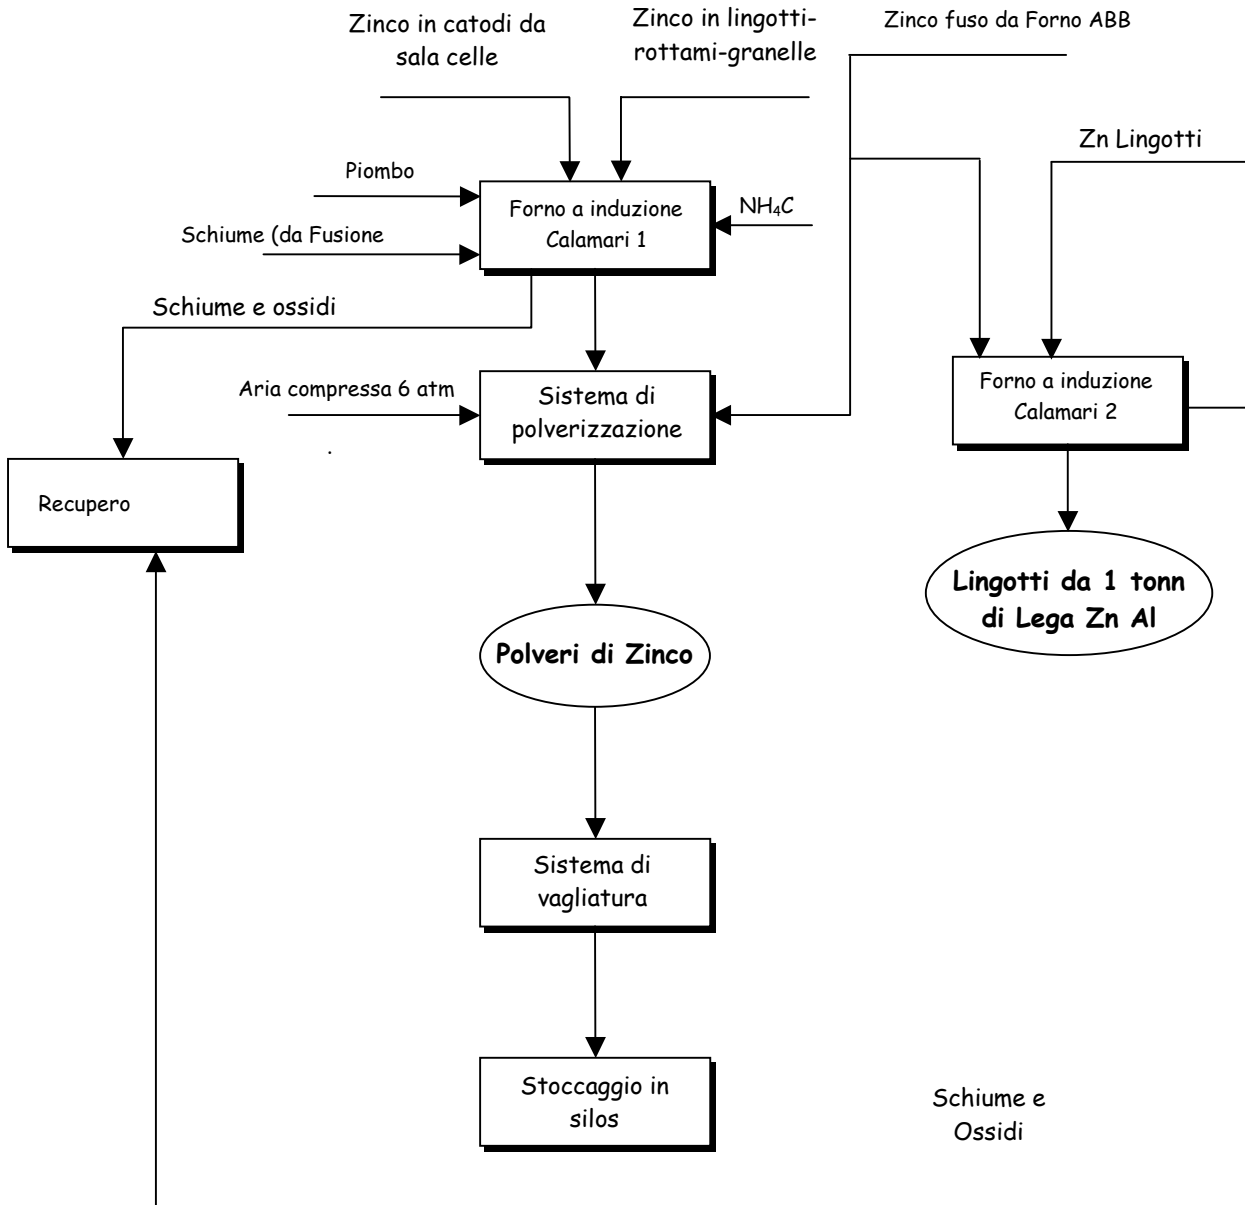 Zinco in catodi da
sala celle
Zinco in lingotti-
rottami-granelle
Zinco fuso da Forno ABB
Zn Lingotti
Piombo
Forno a induzione
Calamari 1
NH₄C
Schiume (da Fusione
Schiume e ossidi
Aria compressa 6 atm
.
Sistema di
polverizzazione
Forno a induzione
Calamari 2
Recupero
Lingotti da 1 tonn
di Lega Zn Al
Polveri di Zinco
Sistema di
vagliatura
Stoccaggio in
silos
Schiume e
Ossidi